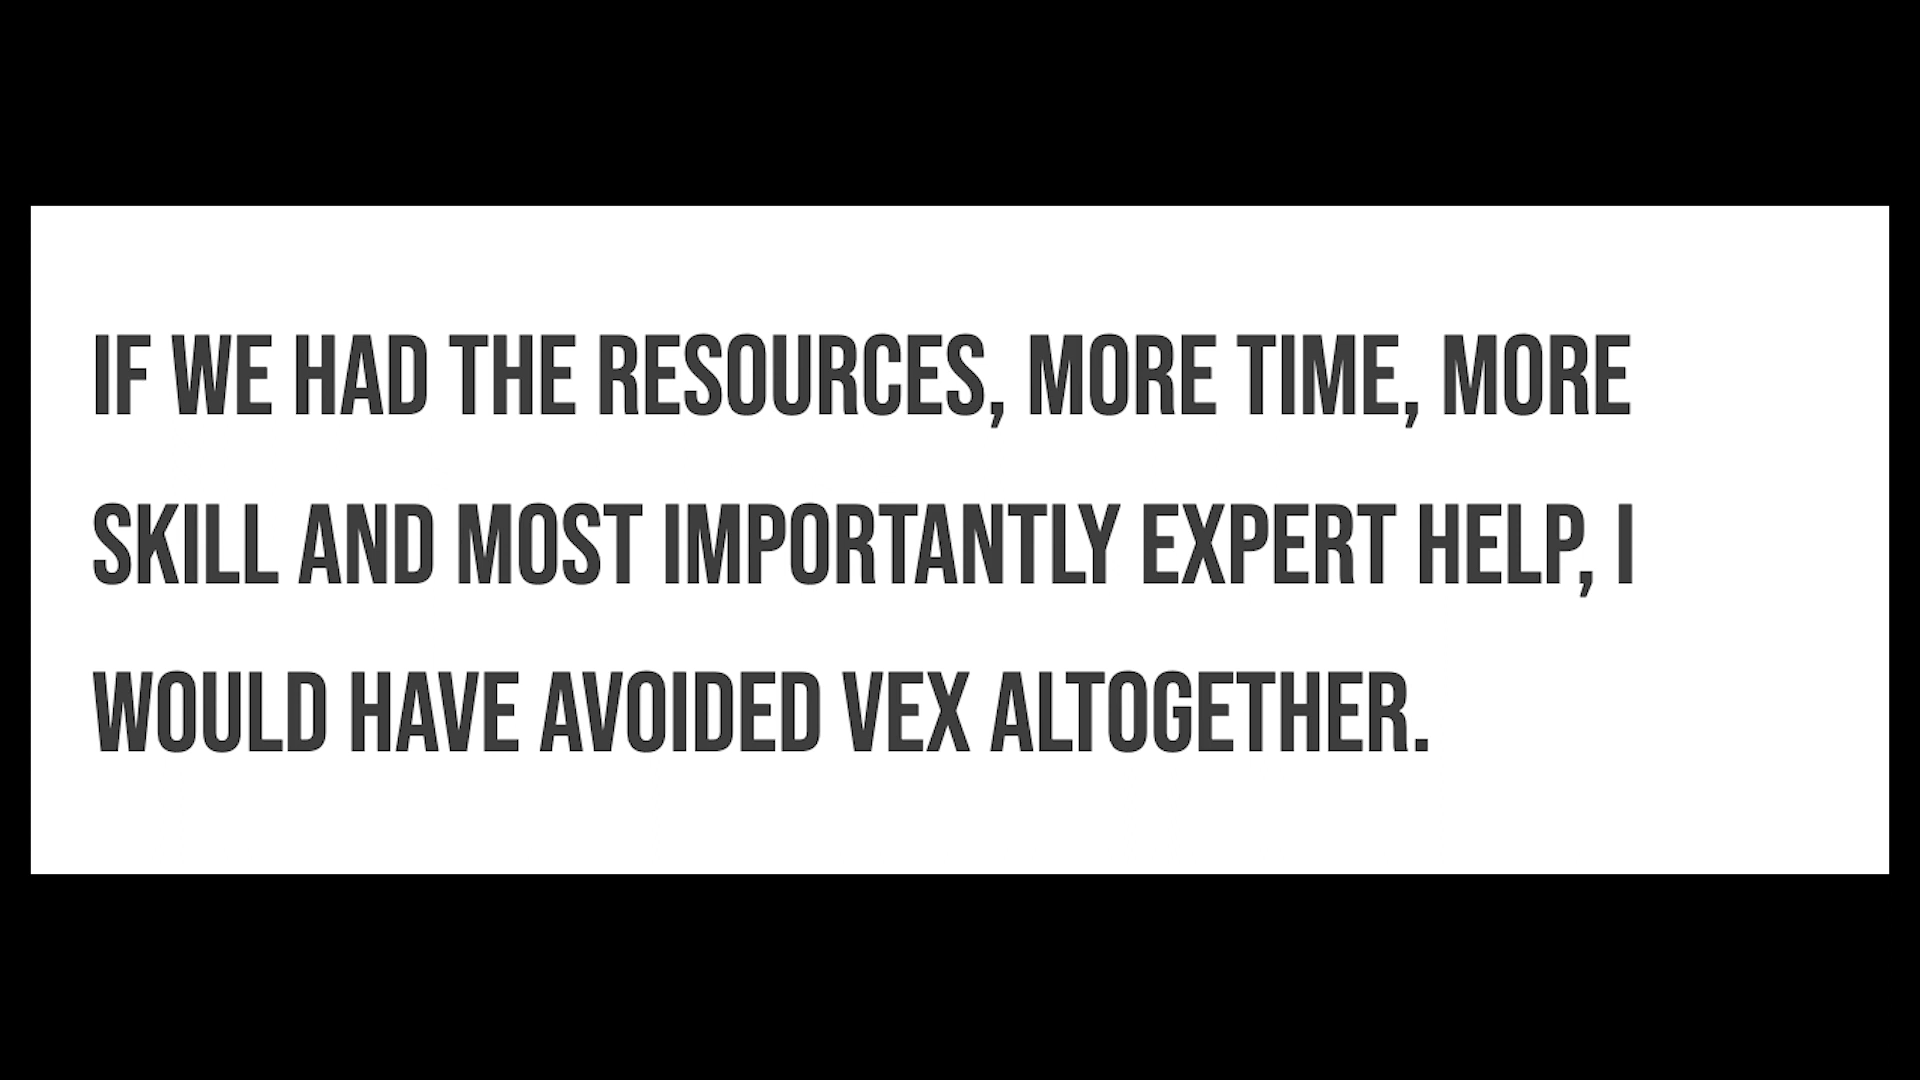 IF WE HAD THE RESOURCES, MORE TIME, MORE
SKILL AND MOST IMPORTANTLY EXPERT HELP, I
WOULD HAVE AVOIDED VEX ALTOGETHER.